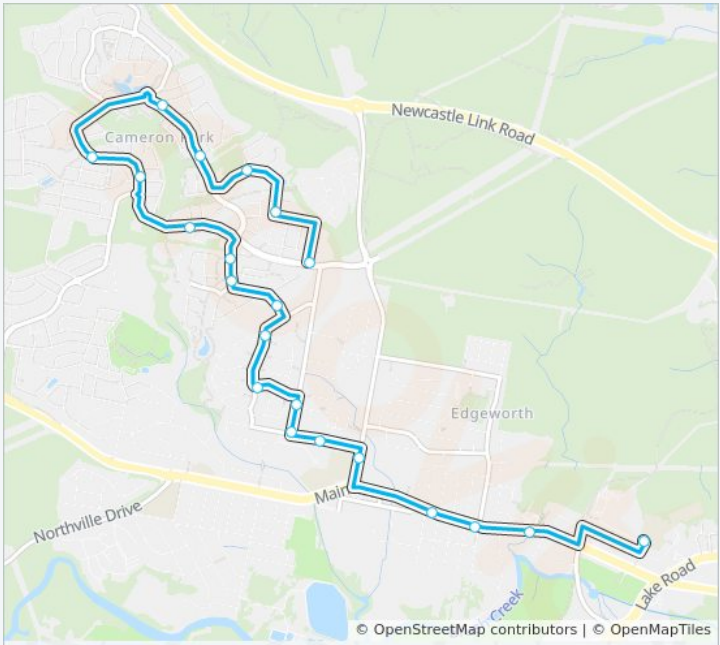 Newcastle Link Road
Cameron Park
Edgeworth
Main
Northville Drive
Lake Road
Creek
© OpenStreetMap contributors | © OpenMapTiles